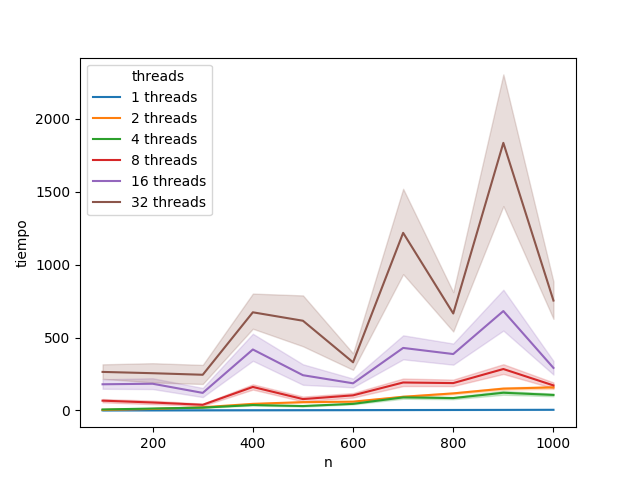 threads
1 threads
2 threads
4 threads
8 threads
16 threads
32 threads
tiempo
2000
1500
1000
500
0
200
400
600
800
1000
n